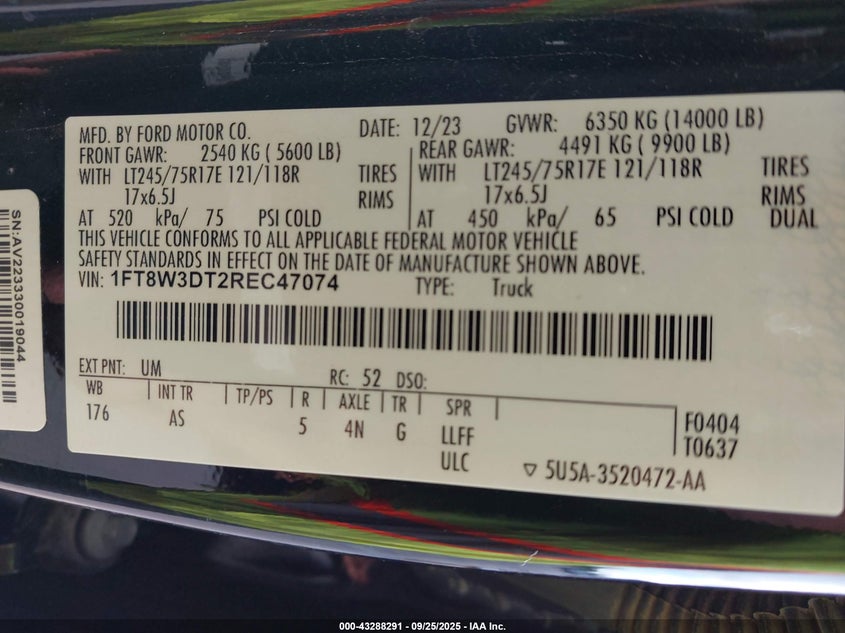 MFD. BY FORD MOTOR CO.
DATE: 12/23 GVWR: 6350 KG (14000 LB)
FRONT GAWR: 2540 KG ( 5600 LB)
REAR GAWR: 4491 KG ( 9900 LB)
WITH LT245/75R17E 121/118R TIRES
WITH LT245/75R17E 121/118R TIRES
17x6.5J RIMS
17x6.5J RIMS
AT 520 kPa/ 75 PSI COLD
AT 450 kPa/ 65 PSI COLD DUAL
THIS VEHICLE CONFORMS TO ALL APPLICABLE FEDERAL MOTOR VEHICLE
SAFETY STANDARDS IN EFFECT ON THE DATE OF MANUFACTURE SHOWN ABOVE.
VIN: 1FT8W3DT2REC47074 TYPE: Truck
EXT PNT: UM RC: 52 DSO:
WB INT TR TP/PS R AXLE TR SPR
176 AS 5 4N G LLFF
ULC
F0404
T0637
▽ 5U5A-3520472-AA
SN:AV223330019044
000-43288291 - 09/25/2025 - IAA Inc.